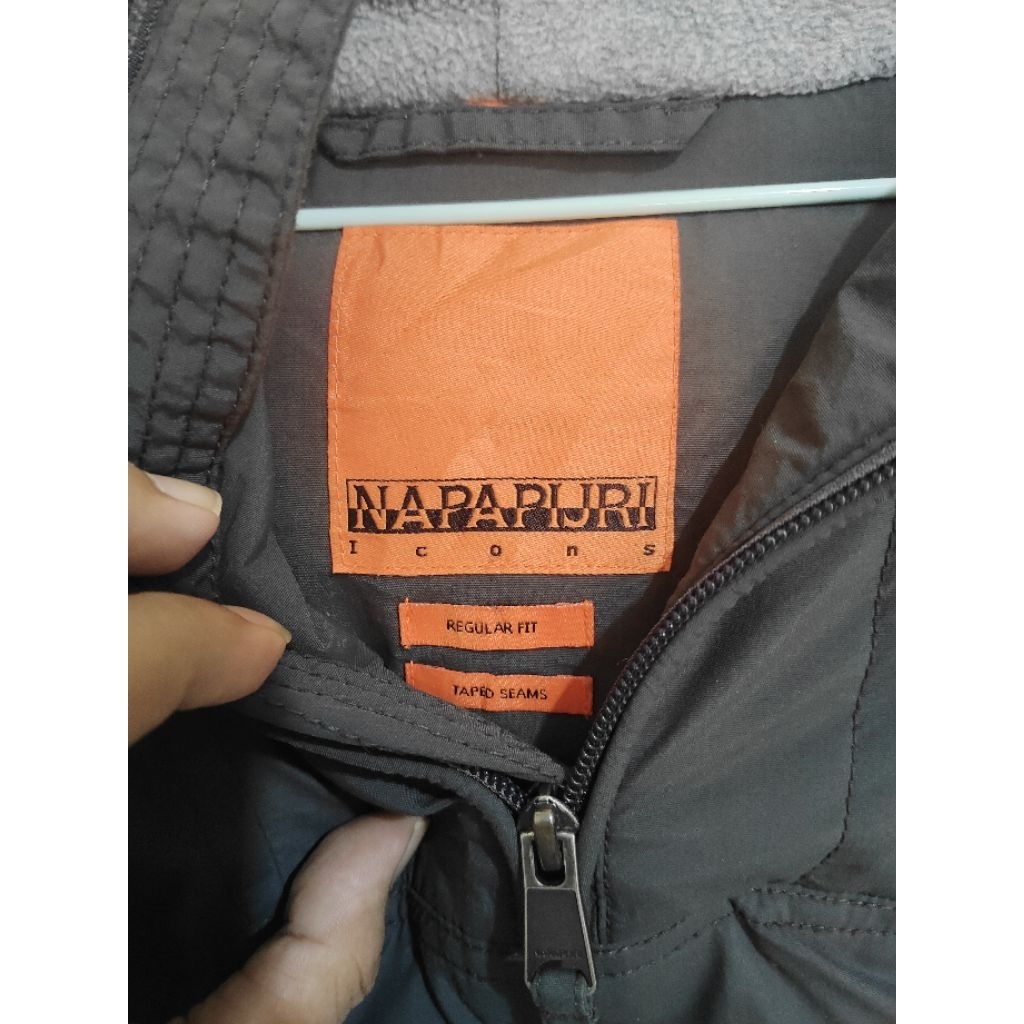 NAPAPIJRI
Icons
REGULAR FIT
TAPED SEAMS